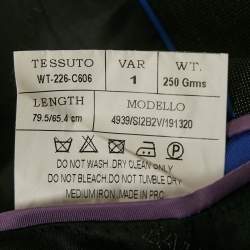 TESSUTO VAR WT.
WT-226-C606 1 250 Grms
LENGTH MODELLO
79.5/65.4 cm 4939/SI2B2V/191320
DO NOT WASH .DRY CLEAN ONLY
DO NOT BLEACH.DO NOT TUMBLE DRY
MEDIUM IRON .MADE IN PRC